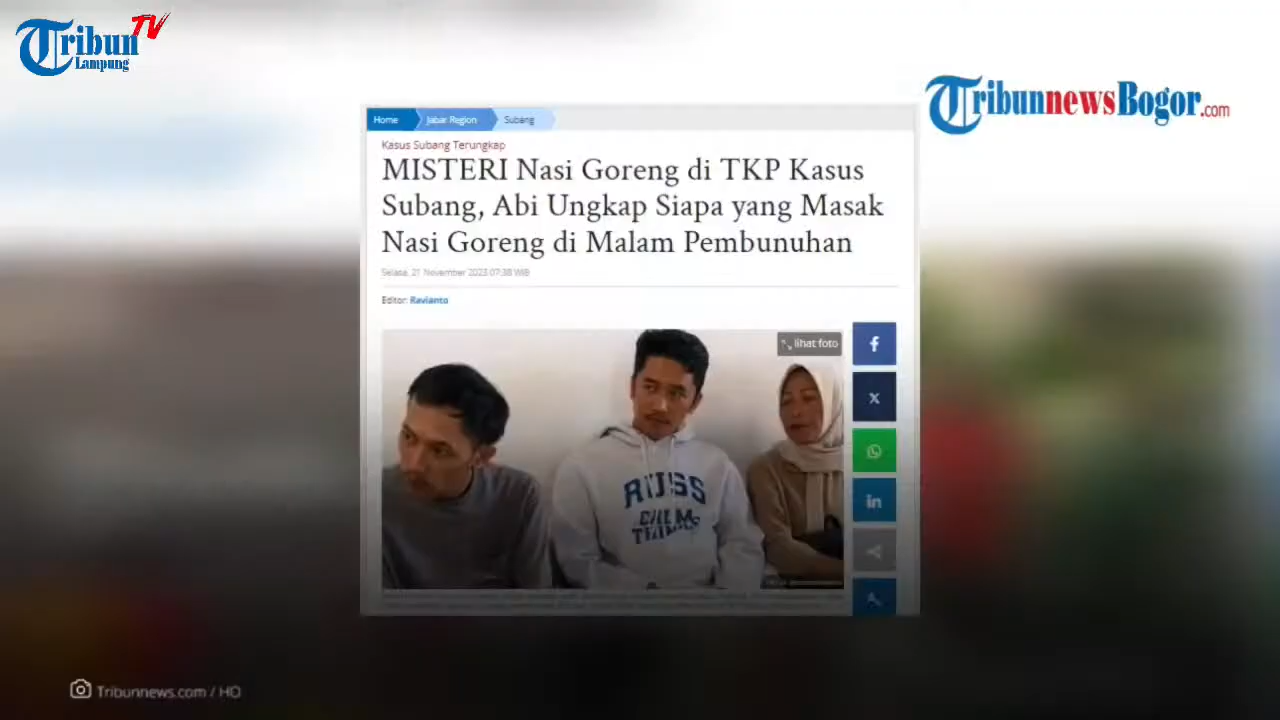 Tribun TV
Lampung
TribunnewsBogor.com
Home Jabar Region Subang
Kasus Subang Terungkap
MISTERI Nasi Goreng di TKP Kasus
Subang, Abi Ungkap Siapa yang Masak
Nasi Goreng di Malam Pembunuhan
Selasa, 21 November 2023 07:38 WIB
Editor: Ravianto
lihat foto
RUSS
Tribunnews.com / HO